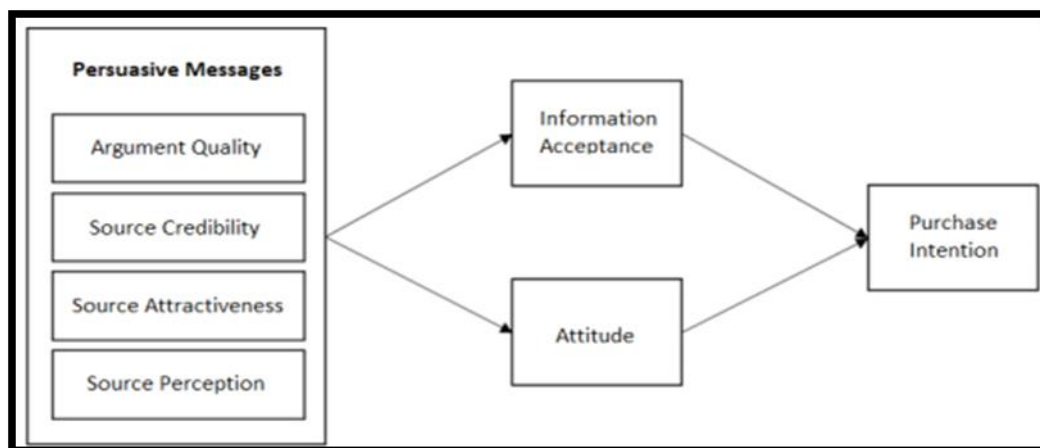 Persuasive Messages
Argument Quality
Source Credibility
Source Attractiveness
Source Perception
Information
Acceptance
Attitude
Purchase
Intention